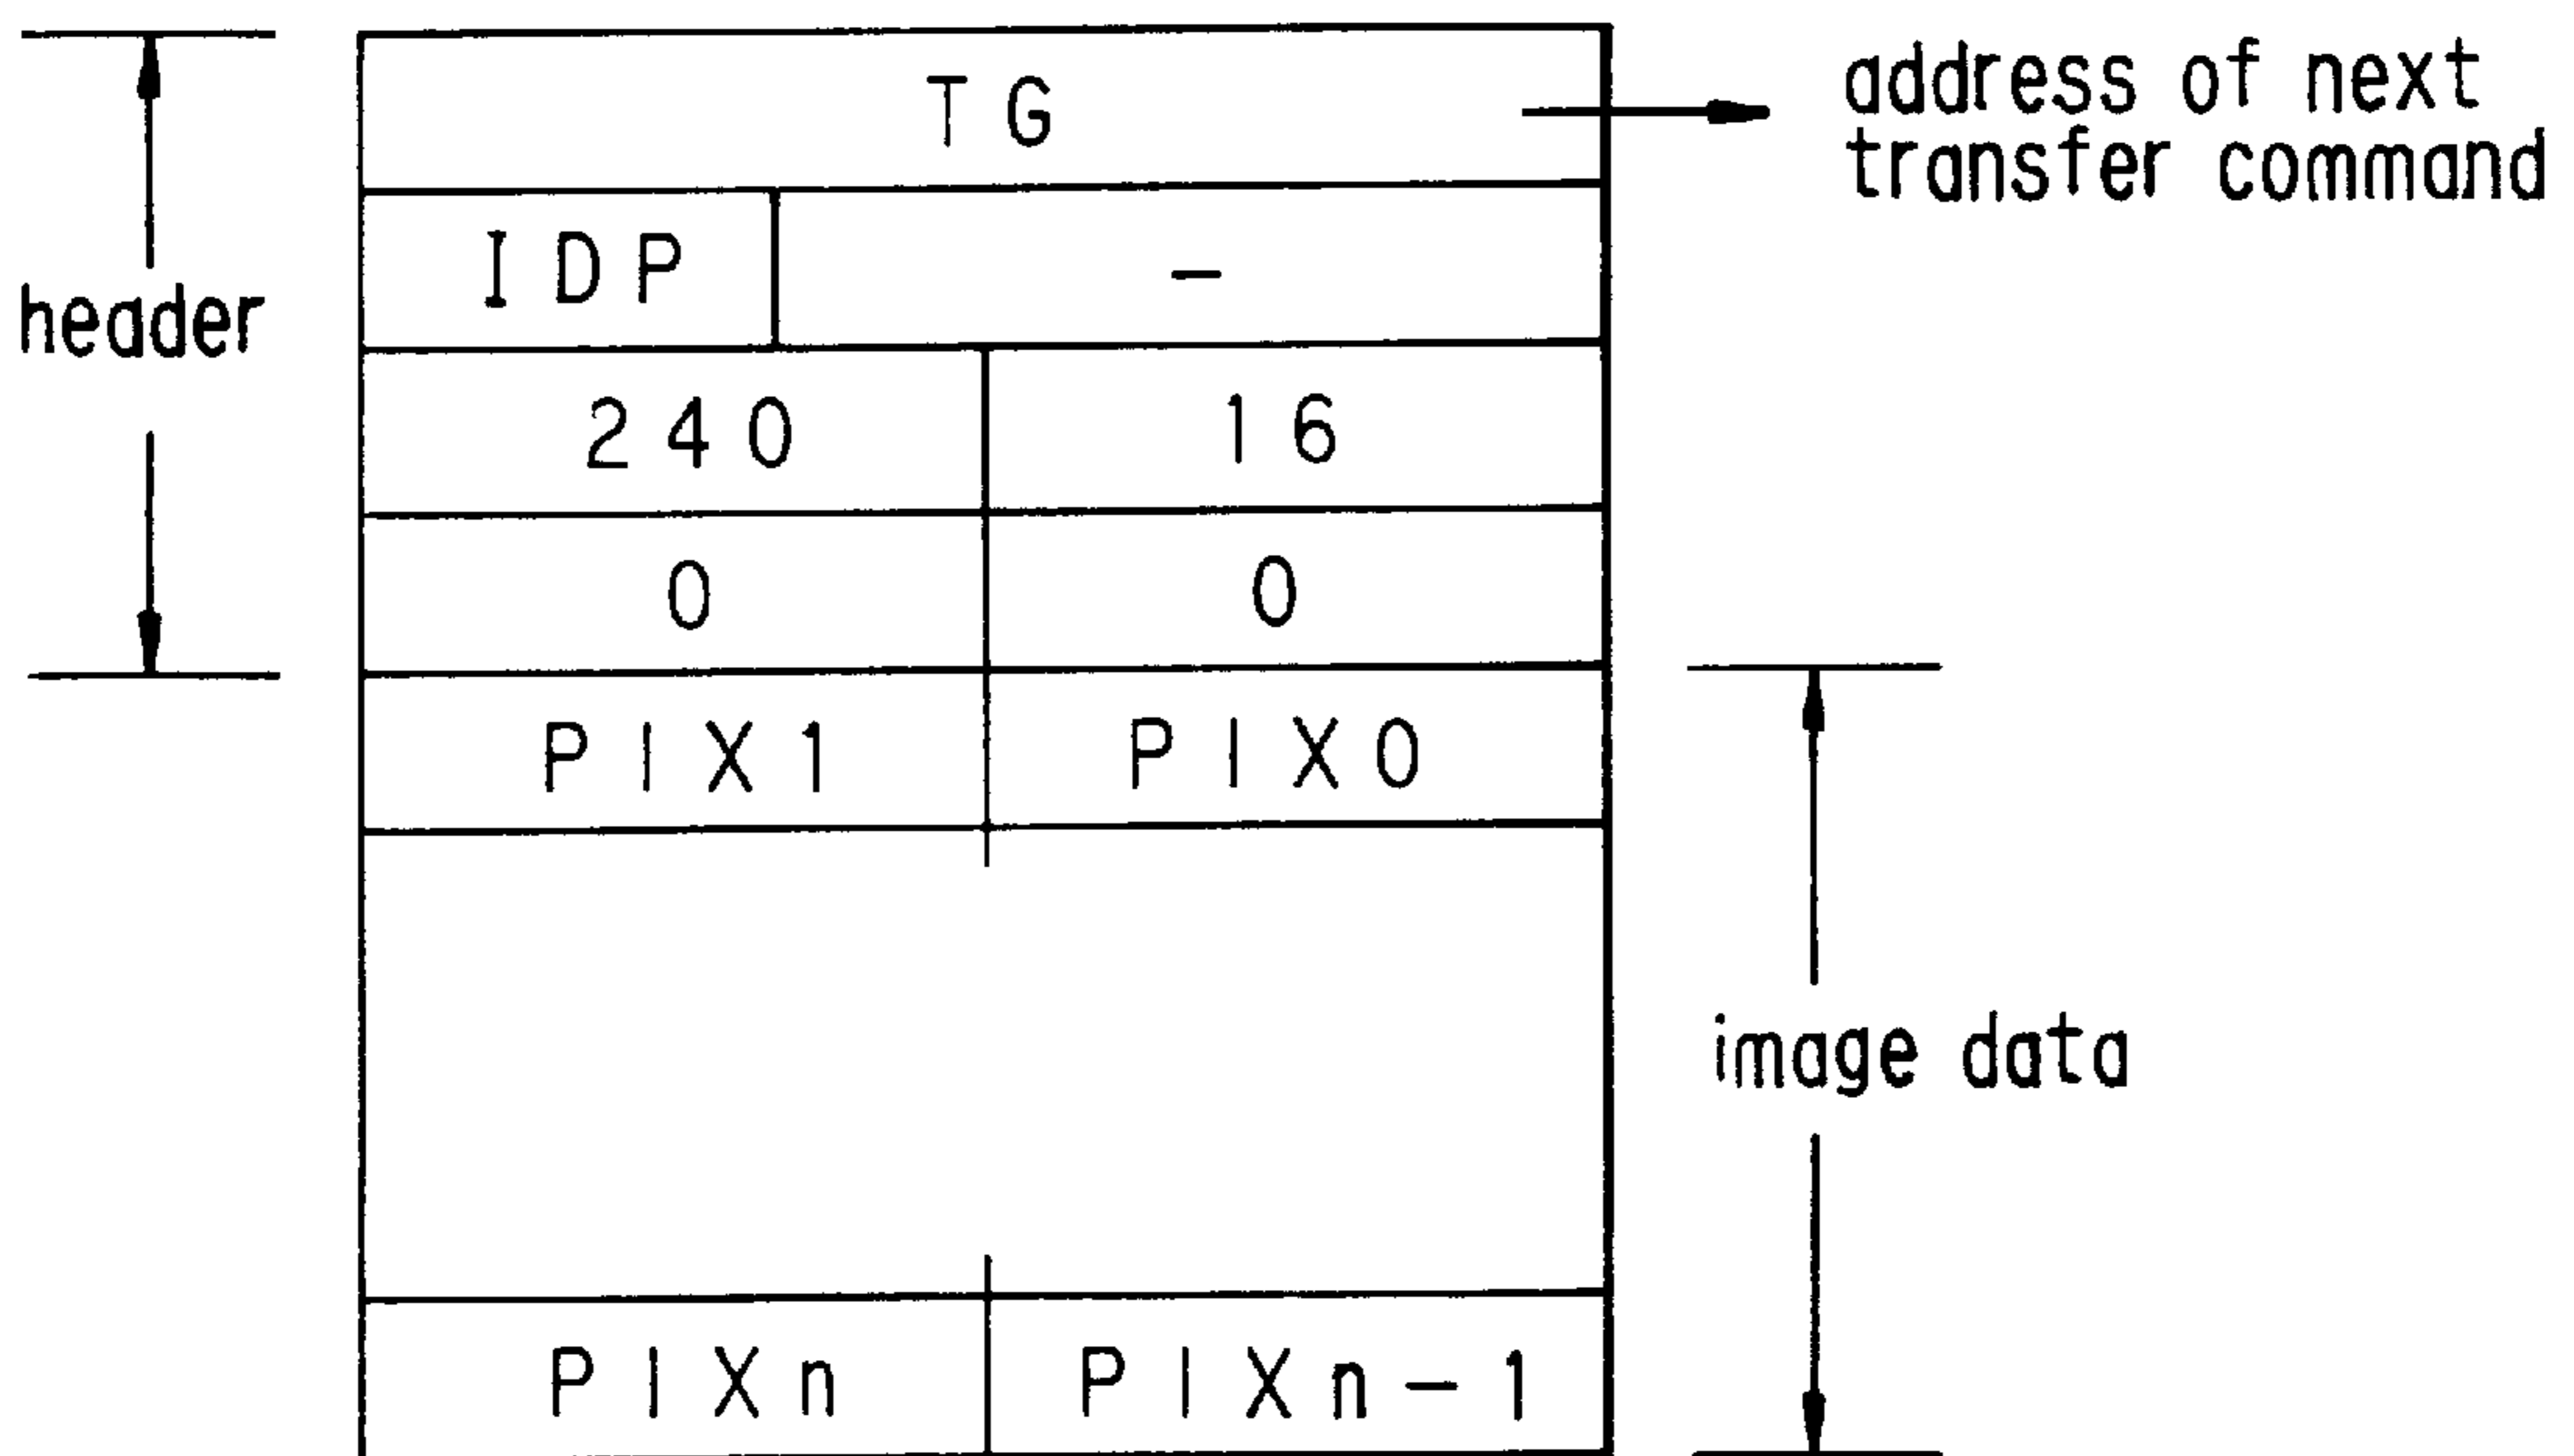 TG
address of next
transfer command
IDP -
header
240 16
0 0
PIX1 PIX0
image data
PIXn PIXn-1